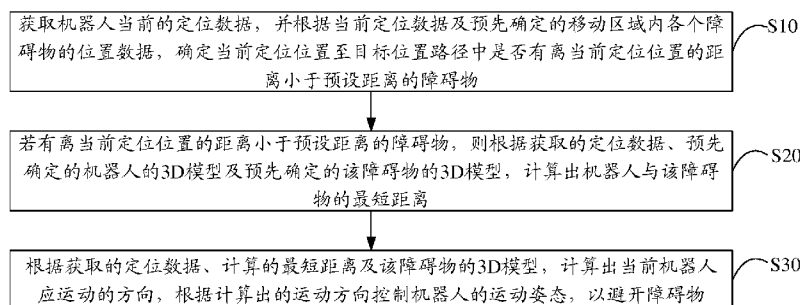 获取机器人当前的定位数据，并根据当前定位数据及预先确定的移动区域内各个障
碍物的位置数据，确定当前定位位置至目标位置路径中是否有离当前定位位置的距
离小于预设距离的障碍物
S10
若有离当前定位位置的距离小于预设距离的障碍物，则根据获取的定位数据、预先
确定的机器人的3D模型及预先确定的该障碍物的3D模型，计算出机器人与该障碍
物的最短距离
S20
根据获取的定位数据、计算的最短距离及该障碍物的3D模型，计算出当前机器人
应运动的方向，根据计算出的运动方向控制机器人的运动姿态，以避开障碍物
S30